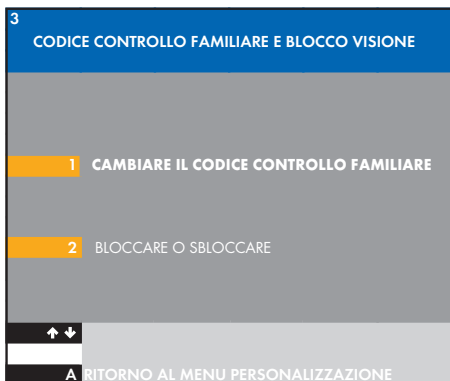 3
CODICE CONTROLLO FAMILIARE E BLOCCO VISIONE
1 CAMBIARE IL CODICE CONTROLLO FAMILIARE
2 BLOCCARE O SBLOCCARE
A RITORNO AL MENU PERSONALIZZAZIONE